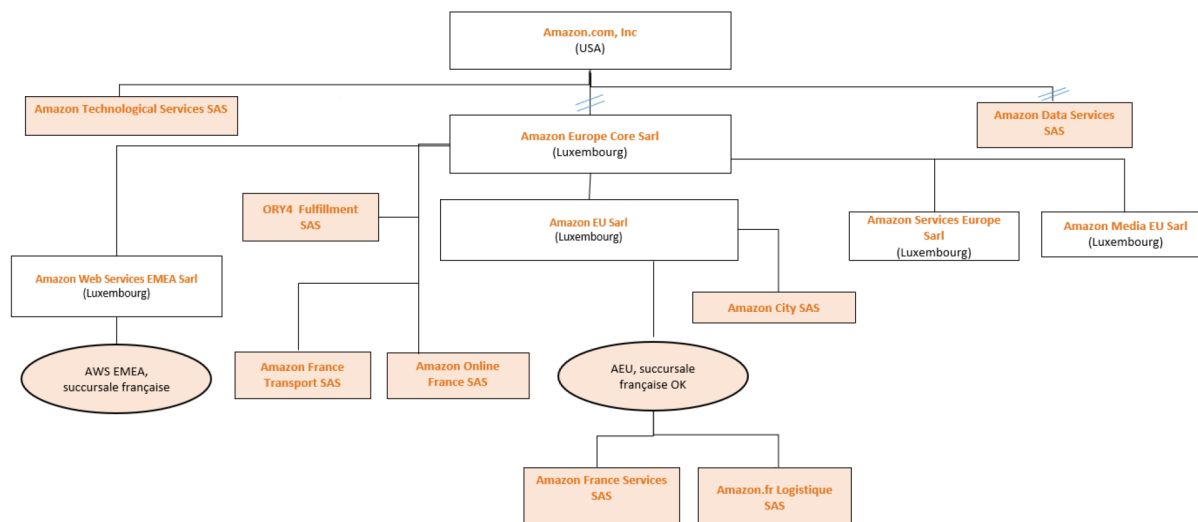 Amazon.com, Inc
(USA)
Amazon Technological Services SAS
Amazon Data Services
SAS
Amazon Europe Core Sarl
(Luxembourg)
ORY4 Fulfillment
SAS
Amazon EU Sarl
(Luxembourg)
Amazon Services Europe
Sarl
(Luxembourg)
Amazon Media EU Sarl
(Luxembourg)
Amazon Web Services EMEA Sarl
(Luxembourg)
Amazon City SAS
AWS EMEA,
succursale française
Amazon France
Transport SAS
Amazon Online
France SAS
AEU, succursale
française OK
Amazon France Services
SAS
Amazon.fr Logistique
SAS